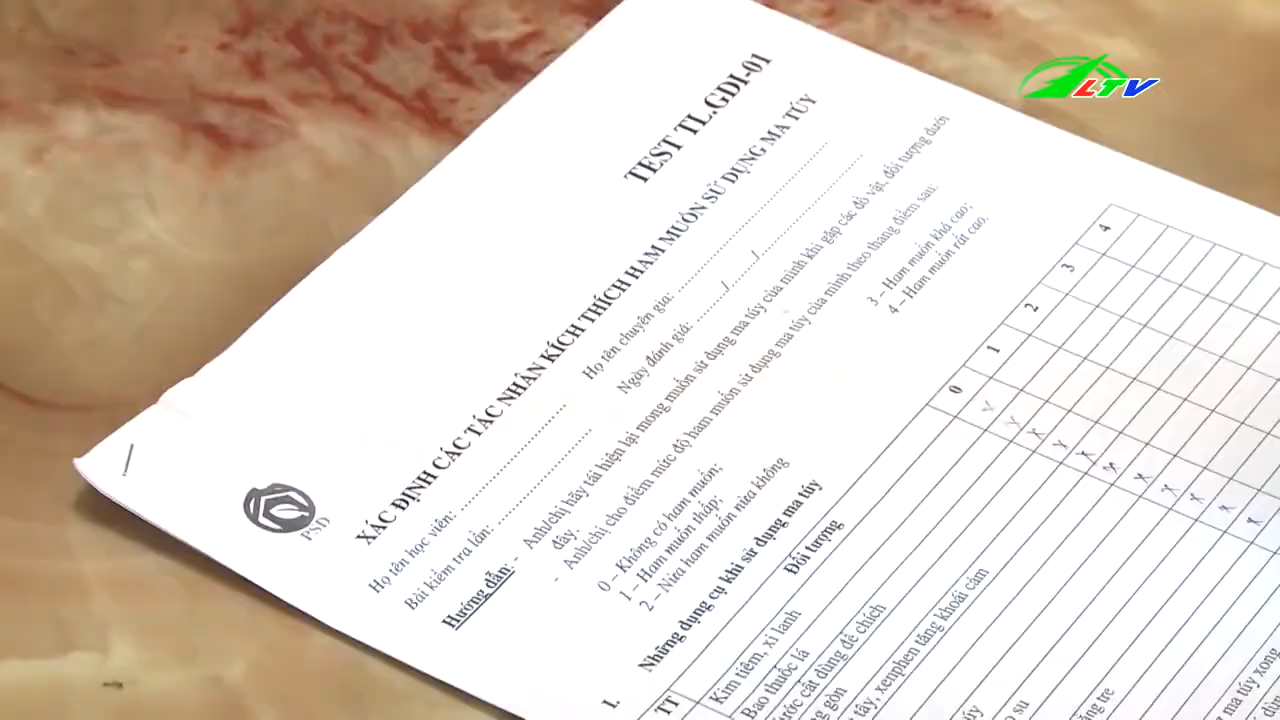 LTV
TEST TL.GDI-01
XÁC ĐỊNH CÁC TÁC NHÂN KÍCH THÍCH HAM MUỐN SỬ DỤNG MA TÚY
PSD
Họ tên học viên: Họ tên chuyên gia:
Bài kiểm tra lần: Ngày đánh giá: / /
Hướng dẫn: - Anh/chị hãy tái hiện lại mong muốn sử dụng ma túy của mình khi gặp các đồ vật, đối tượng dưới
đây.
- Anh/chị cho điểm mức độ ham muốn sử dụng ma túy của mình theo thang điểm sau:
0 – Không có ham muốn; 3 – Ham muốn khá cao;
1 – Ham muốn thấp; 4 – Ham muốn rất cao.
2 – Nửa ham muốn nửa không
I. Những dụng cụ khi sử dụng ma túy
TT Đối tượng 0 1 2 3 4
Kim tiêm, xi lanh
Bao thuốc lá
cất dùng để chích
gòn
tây, xenphen tăng khoái cảm
su
tre
ma túy xong